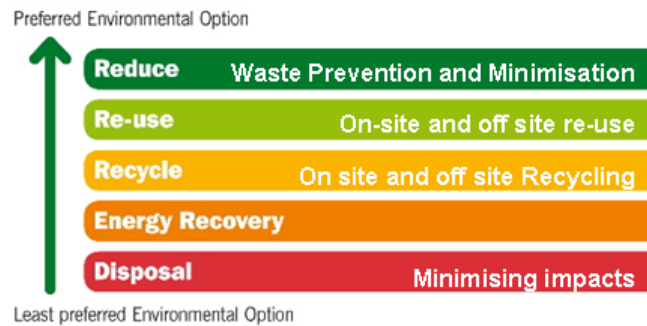 Preferred Environmental Option
Reduce Waste Prevention and Minimisation
Re-use On-site and off site re-use
Recycle On site and off site Recycling
Energy Recovery
Disposal Minimising impacts
Least preferred Environmental Option